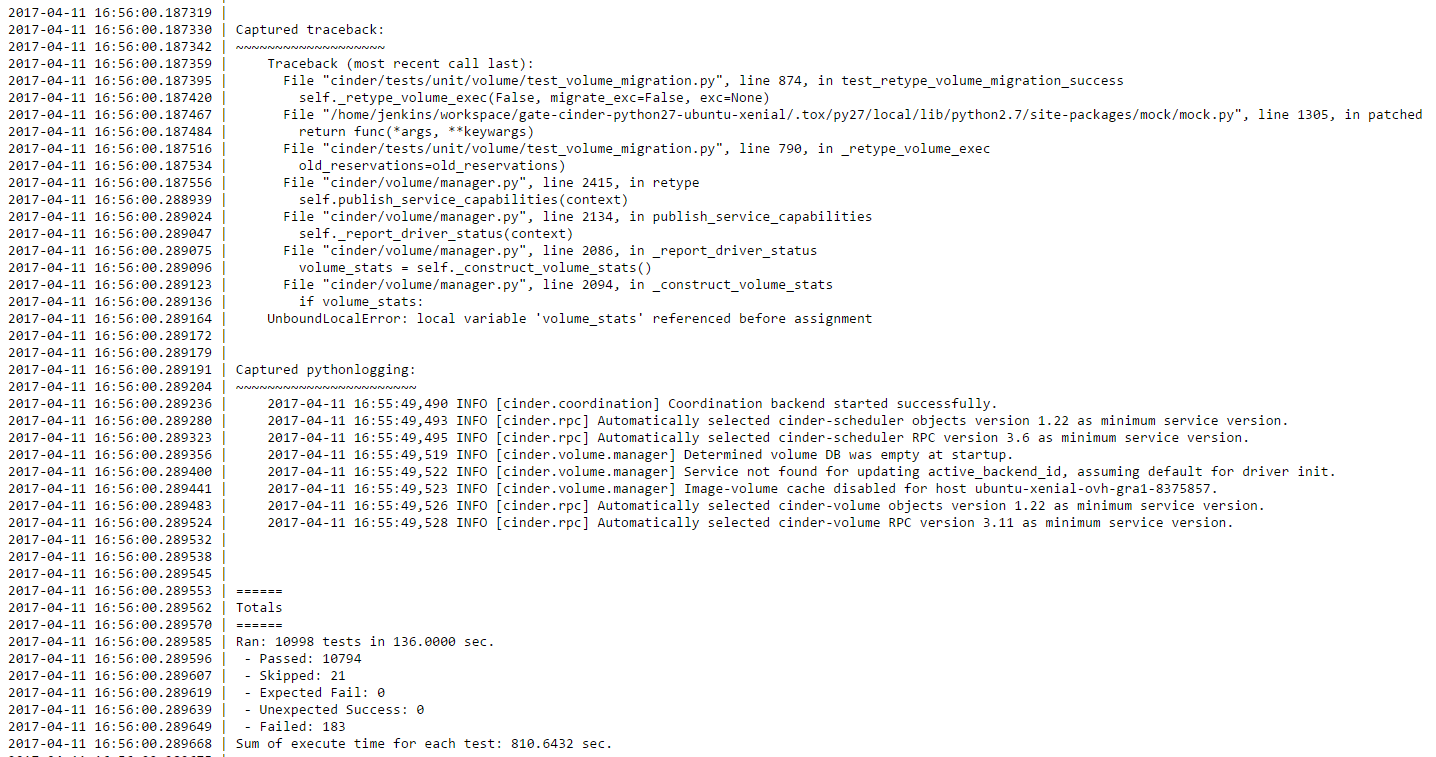 2017-04-11 16:56:00.187319 |
2017-04-11 16:56:00.187330 | Captured traceback:
2017-04-11 16:56:00.187342 | ~~~~~~~~~~~~~~~~~~~
2017-04-11 16:56:00.187359 |     Traceback (most recent call last):
2017-04-11 16:56:00.187395 |       File "cinder/tests/unit/volume/test_volume_migration.py", line 874, in test_retype_volume_migration_success
2017-04-11 16:56:00.187420 |         self._retype_volume_exec(False, migrate_exc=False, exc=None)
2017-04-11 16:56:00.187467 |       File "/home/jenkins/workspace/gate-cinder-python27-ubuntu-xenial/.tox/py27/local/lib/python2.7/site-packages/mock/mock.py", line 1305, in patched
2017-04-11 16:56:00.187484 |         return func(*args, **keywargs)
2017-04-11 16:56:00.187516 |       File "cinder/tests/unit/volume/test_volume_migration.py", line 790, in _retype_volume_exec
2017-04-11 16:56:00.187534 |         old_reservations=old_reservations)
2017-04-11 16:56:00.187556 |       File "cinder/volume/manager.py", line 2415, in retype
2017-04-11 16:56:00.288939 |         self.publish_service_capabilities(context)
2017-04-11 16:56:00.289024 |       File "cinder/volume/manager.py", line 2134, in publish_service_capabilities
2017-04-11 16:56:00.289047 |         self._report_driver_status(context)
2017-04-11 16:56:00.289075 |       File "cinder/volume/manager.py", line 2086, in _report_driver_status
2017-04-11 16:56:00.289096 |         volume_stats = self._construct_volume_stats()
2017-04-11 16:56:00.289123 |       File "cinder/volume/manager.py", line 2094, in _construct_volume_stats
2017-04-11 16:56:00.289136 |         if volume_stats:
2017-04-11 16:56:00.289164 |     UnboundLocalError: local variable 'volume_stats' referenced before assignment
2017-04-11 16:56:00.289172 |
2017-04-11 16:56:00.289179 |
2017-04-11 16:56:00.289191 | Captured pythonlogging:
2017-04-11 16:56:00.289204 | ~~~~~~~~~~~~~~~~~~~~~~~
2017-04-11 16:56:00.289236 |     2017-04-11 16:55:49,490 INFO [cinder.coordination] Coordination backend started successfully.
2017-04-11 16:56:00.289280 |     2017-04-11 16:55:49,493 INFO [cinder.rpc] Automatically selected cinder-scheduler objects version 1.22 as minimum service version.
2017-04-11 16:56:00.289323 |     2017-04-11 16:55:49,495 INFO [cinder.rpc] Automatically selected cinder-scheduler RPC version 3.6 as minimum service version.
2017-04-11 16:56:00.289356 |     2017-04-11 16:55:49,519 INFO [cinder.volume.manager] Determined volume DB was empty at startup.
2017-04-11 16:56:00.289400 |     2017-04-11 16:55:49,522 INFO [cinder.volume.manager] Service not found for updating active_backend_id, assuming default for driver init.
2017-04-11 16:56:00.289441 |     2017-04-11 16:55:49,523 INFO [cinder.volume.manager] Image-volume cache disabled for host ubuntu-xenial-ovh-gra1-8375857.
2017-04-11 16:56:00.289483 |     2017-04-11 16:55:49,526 INFO [cinder.rpc] Automatically selected cinder-volume objects version 1.22 as minimum service version.
2017-04-11 16:56:00.289524 |     2017-04-11 16:55:49,528 INFO [cinder.rpc] Automatically selected cinder-volume RPC version 3.11 as minimum service version.
2017-04-11 16:56:00.289532 |
2017-04-11 16:56:00.289538 |
2017-04-11 16:56:00.289545 |
2017-04-11 16:56:00.289553 | ======
2017-04-11 16:56:00.289562 | Totals
2017-04-11 16:56:00.289570 | ======
2017-04-11 16:56:00.289585 | Ran: 10998 tests in 136.0000 sec.
2017-04-11 16:56:00.289596 |  - Passed: 10794
2017-04-11 16:56:00.289607 |  - Skipped: 21
2017-04-11 16:56:00.289619 |  - Expected Fail: 0
2017-04-11 16:56:00.289639 |  - Unexpected Success: 0
2017-04-11 16:56:00.289649 |  - Failed: 183
2017-04-11 16:56:00.289668 | Sum of execute time for each test: 810.6432 sec.